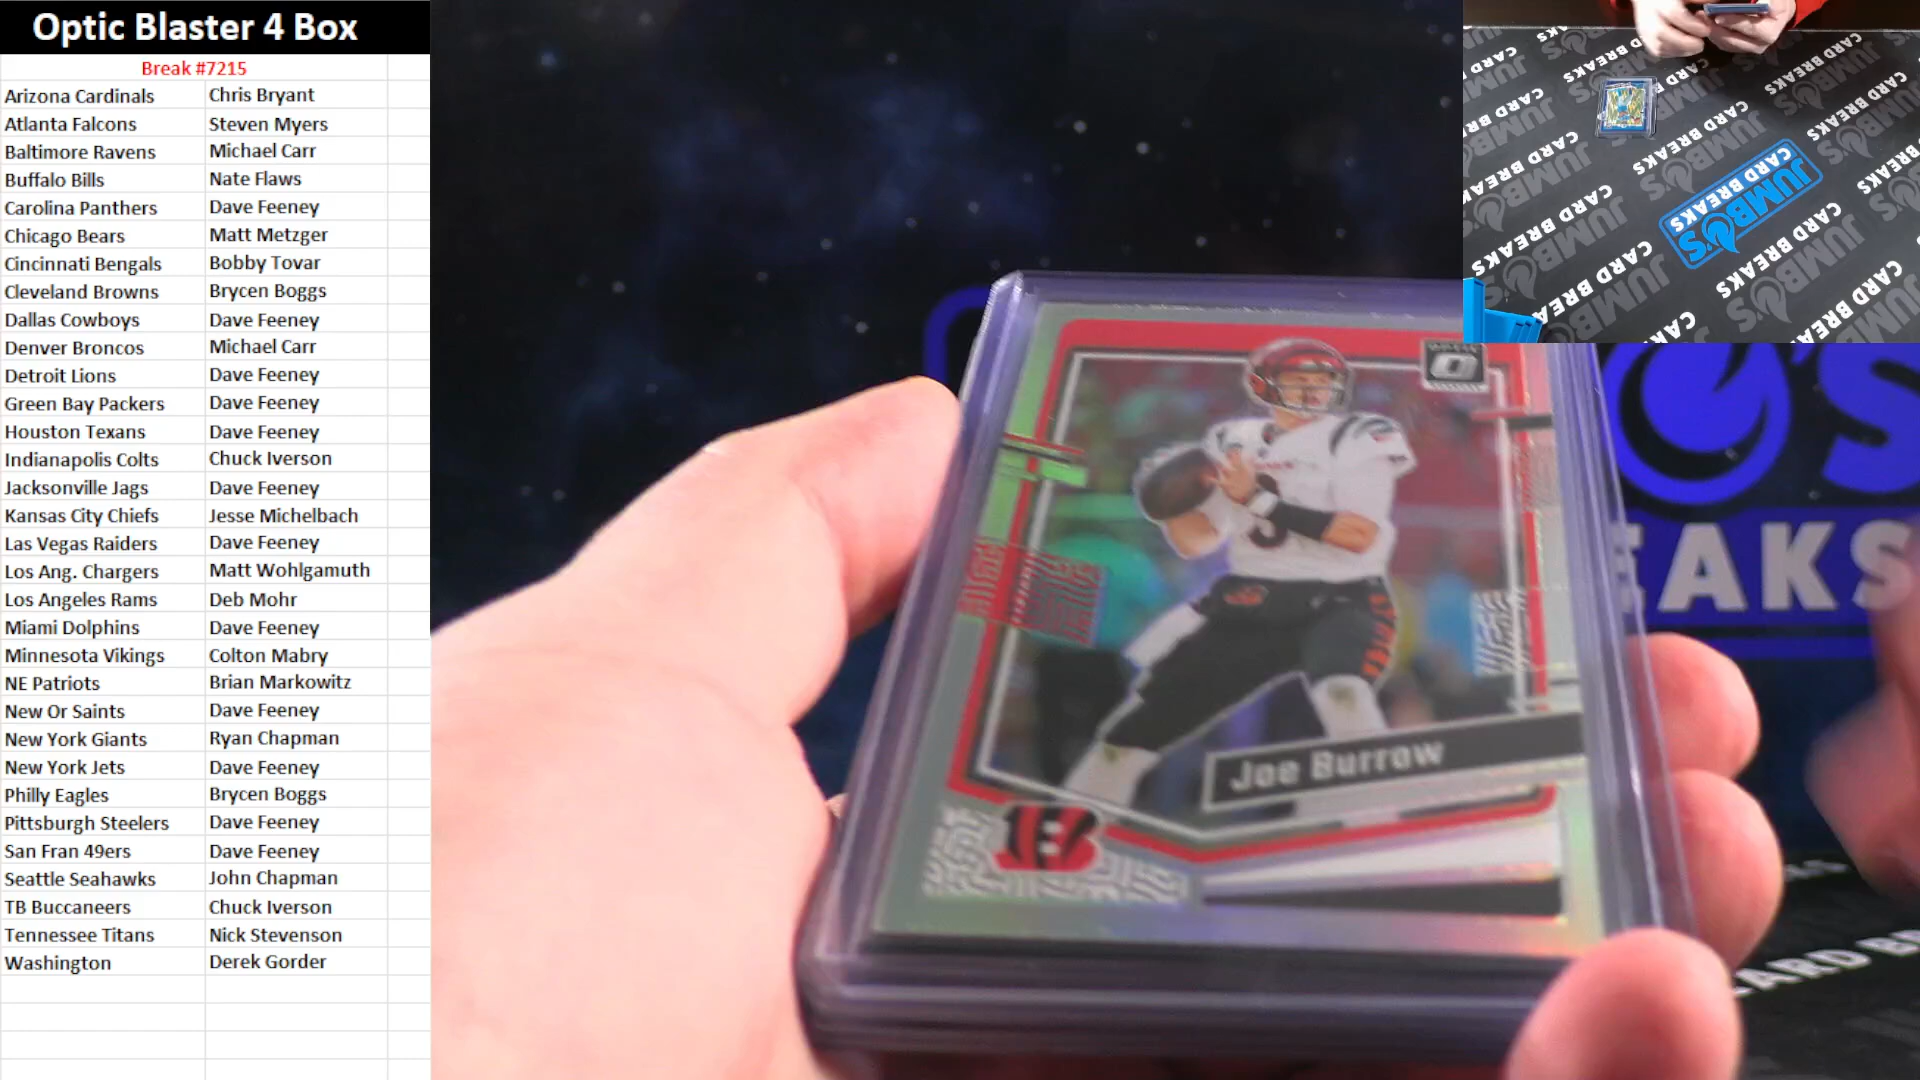 Optic Blaster 4 Box
Break #7215
Arizona Cardinals Chris Bryant
Atlanta Falcons Steven Myers
Baltimore Ravens Michael Carr
Buffalo Bills Nate Flaws
Carolina Panthers Dave Feeney
Chicago Bears Matt Metzger
Cincinnati Bengals Bobby Tovar
Cleveland Browns Brycen Boggs
Dallas Cowboys Dave Feeney
Denver Broncos Michael Carr
Detroit Lions Dave Feeney
Green Bay Packers Dave Feeney
Houston Texans Dave Feeney
Indianapolis Colts Chuck Iverson
Jacksonville Jags Dave Feeney
Kansas City Chiefs Jesse Michelbach
Las Vegas Raiders Dave Feeney
Los Ang. Chargers Matt Wohlgamuth
Los Angeles Rams Deb Mohr
Miami Dolphins Dave Feeney
Minnesota Vikings Colton Mabry
NE Patriots Brian Markowitz
New Or Saints Dave Feeney
New York Giants Ryan Chapman
New York Jets Dave Feeney
Philly Eagles Brycen Boggs
Pittsburgh Steelers Dave Feeney
San Fran 49ers Dave Feeney
Seattle Seahawks John Chapman
TB Buccaneers Chuck Iverson
Tennessee Titans Nick Stevenson
Washington Derek Gorder
Joe Burrow
'S
EAKS
CARD BR
JUMBO'S
CARD BREAKS